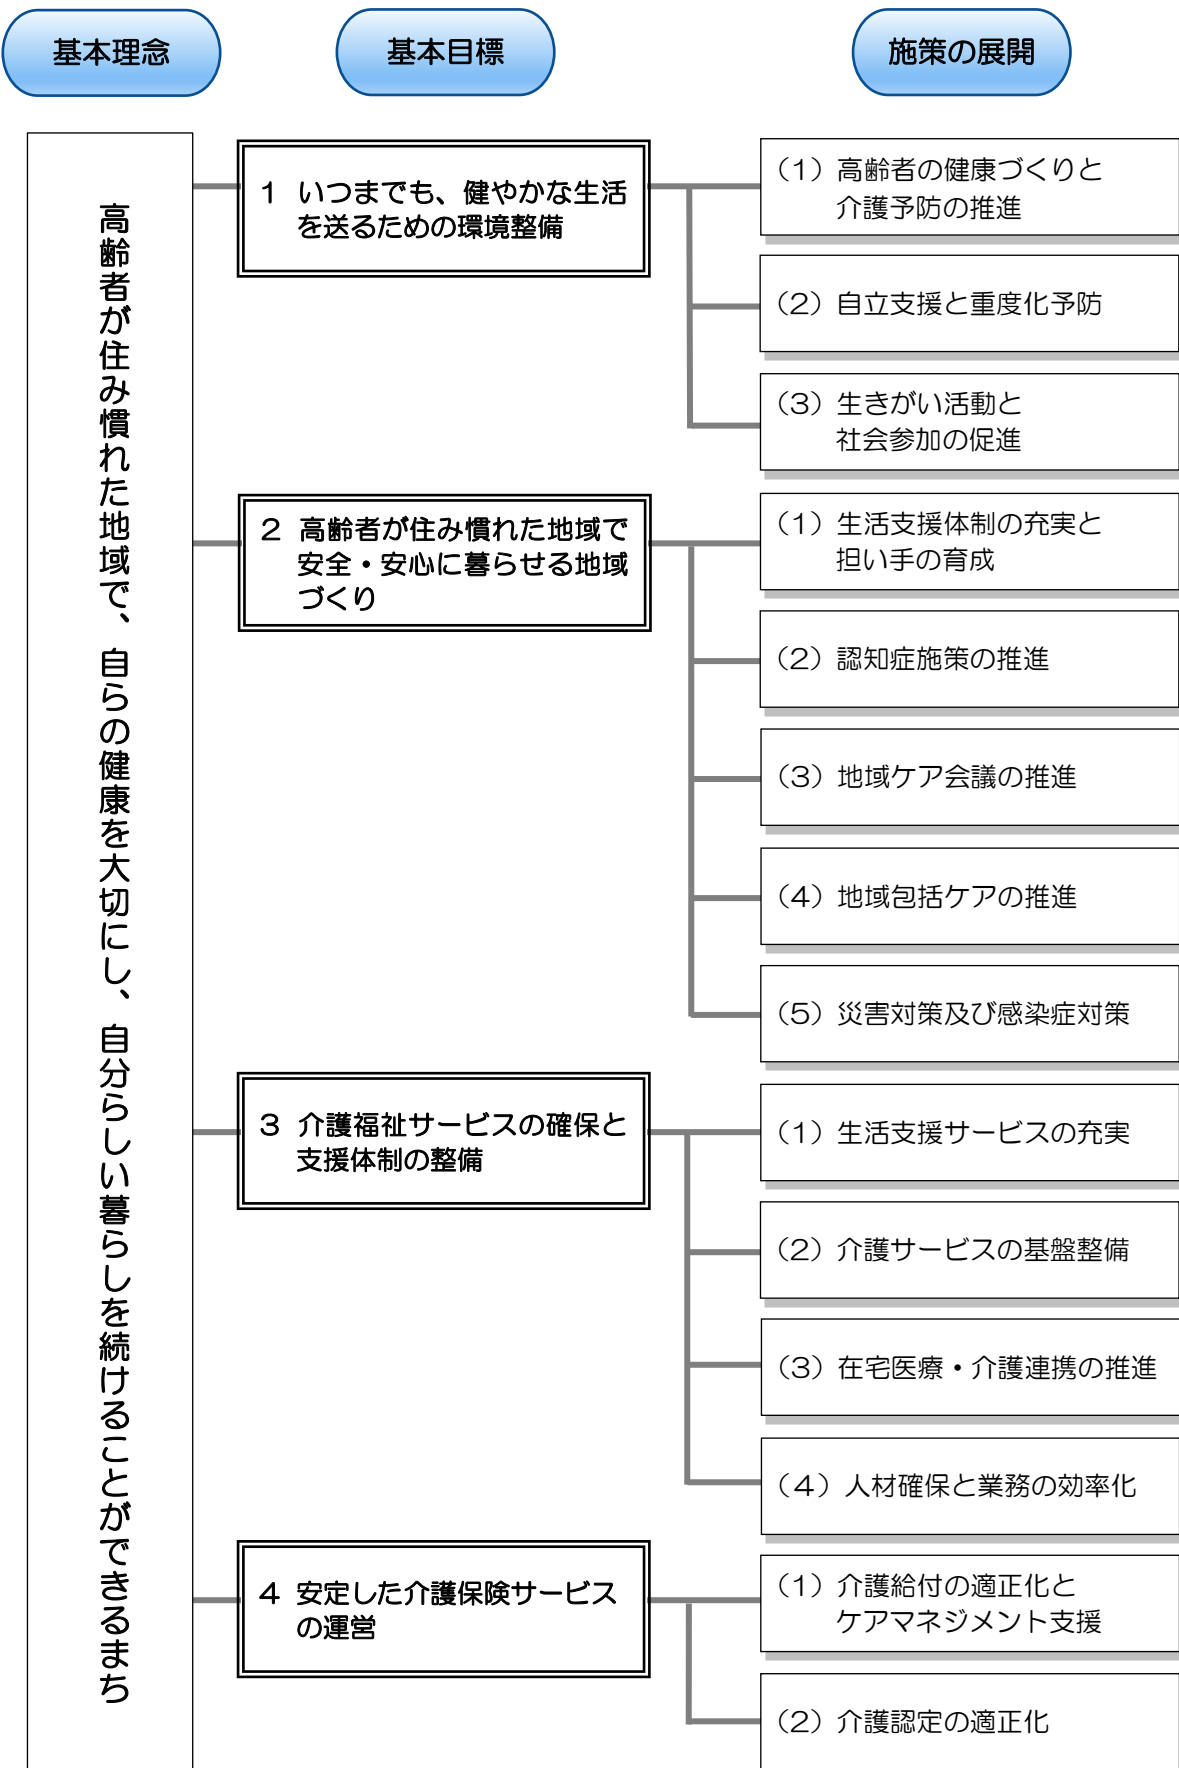 基本理念
基本目標
施策の展開
高齢者が住み慣れた地域で、自らの健康を大切にし、自分らしい暮らしを続けることができるまち
1 いつまでも、健やかな生活
を送るための環境整備
(1)高齢者の健康づくりと
介護予防の推進
(2)自立支援と重度化予防
(3)生きがい活動と
社会参加の促進
2 高齢者が住み慣れた地域で
安全・安心に暮らせる地域
づくり
(1)生活支援体制の充実と
担い手の育成
(2)認知症施策の推進
(3)地域ケア会議の推進
(4)地域包括ケアの推進
(5)災害対策及び感染症対策
3 介護福祉サービスの確保と
支援体制の整備
(1)生活支援サービスの充実
(2)介護サービスの基盤整備
(3)在宅医療・介護連携の推進
(4)人材確保と業務の効率化
4 安定した介護保険サービス
の運営
(1)介護給付の適正化と
ケアマネジメント支援
(2)介護認定の適正化